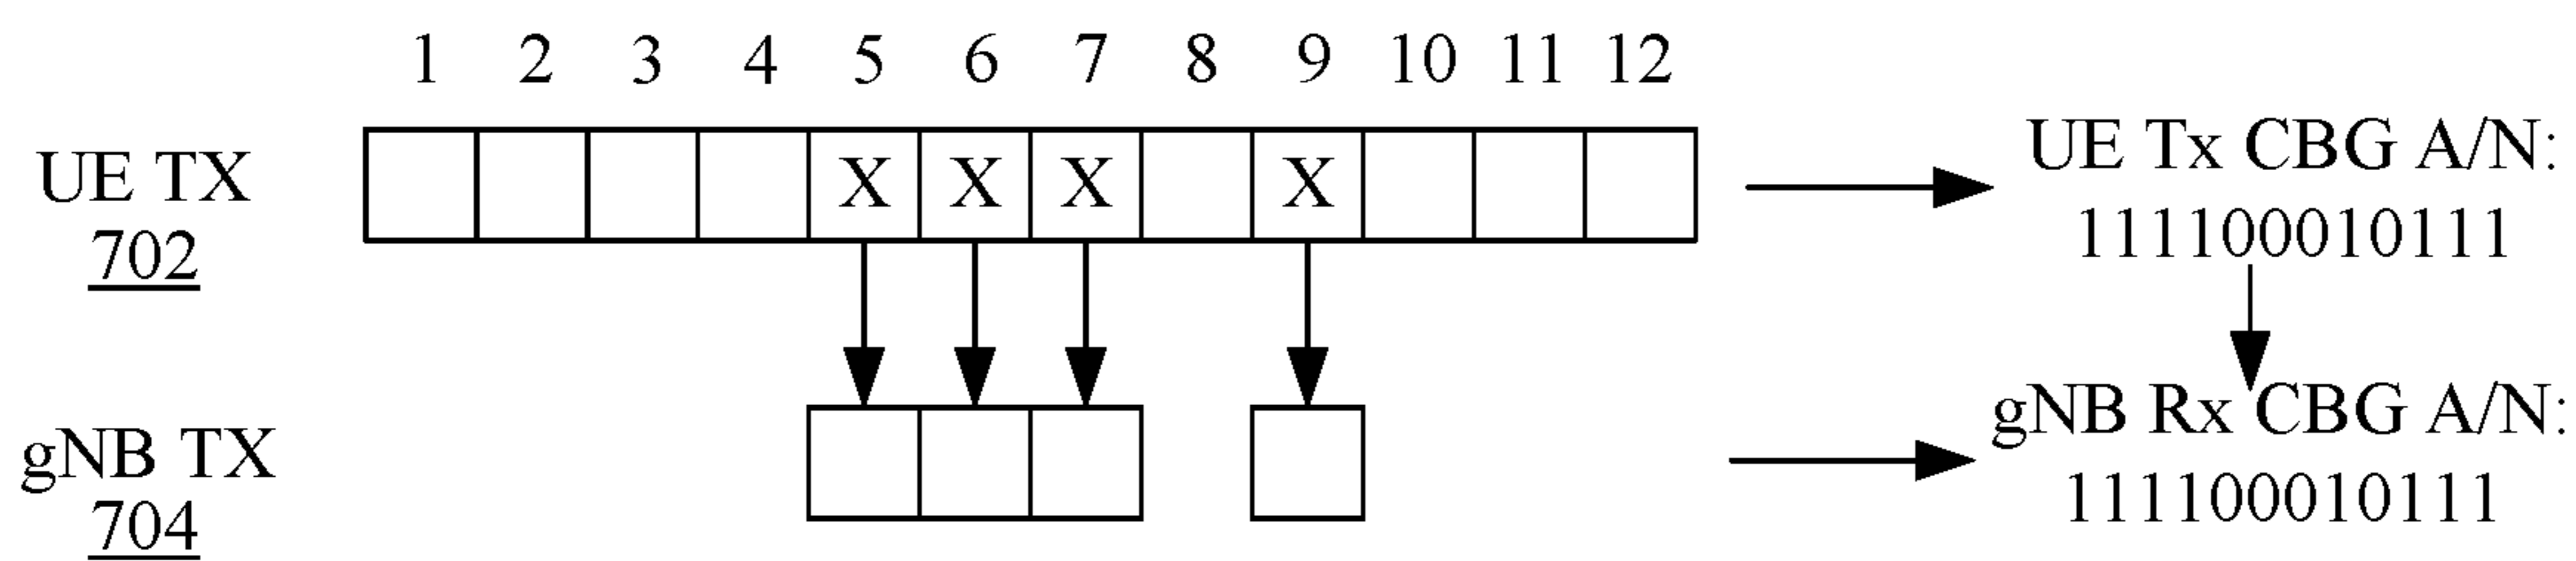 1 2 3 4 5 6 7 8 9 10 11 12
UE TX
702
X X X X
UE Tx CBG A/N:
111100010111
gNB TX
704
gNB Rx CBG A/N:
111100010111